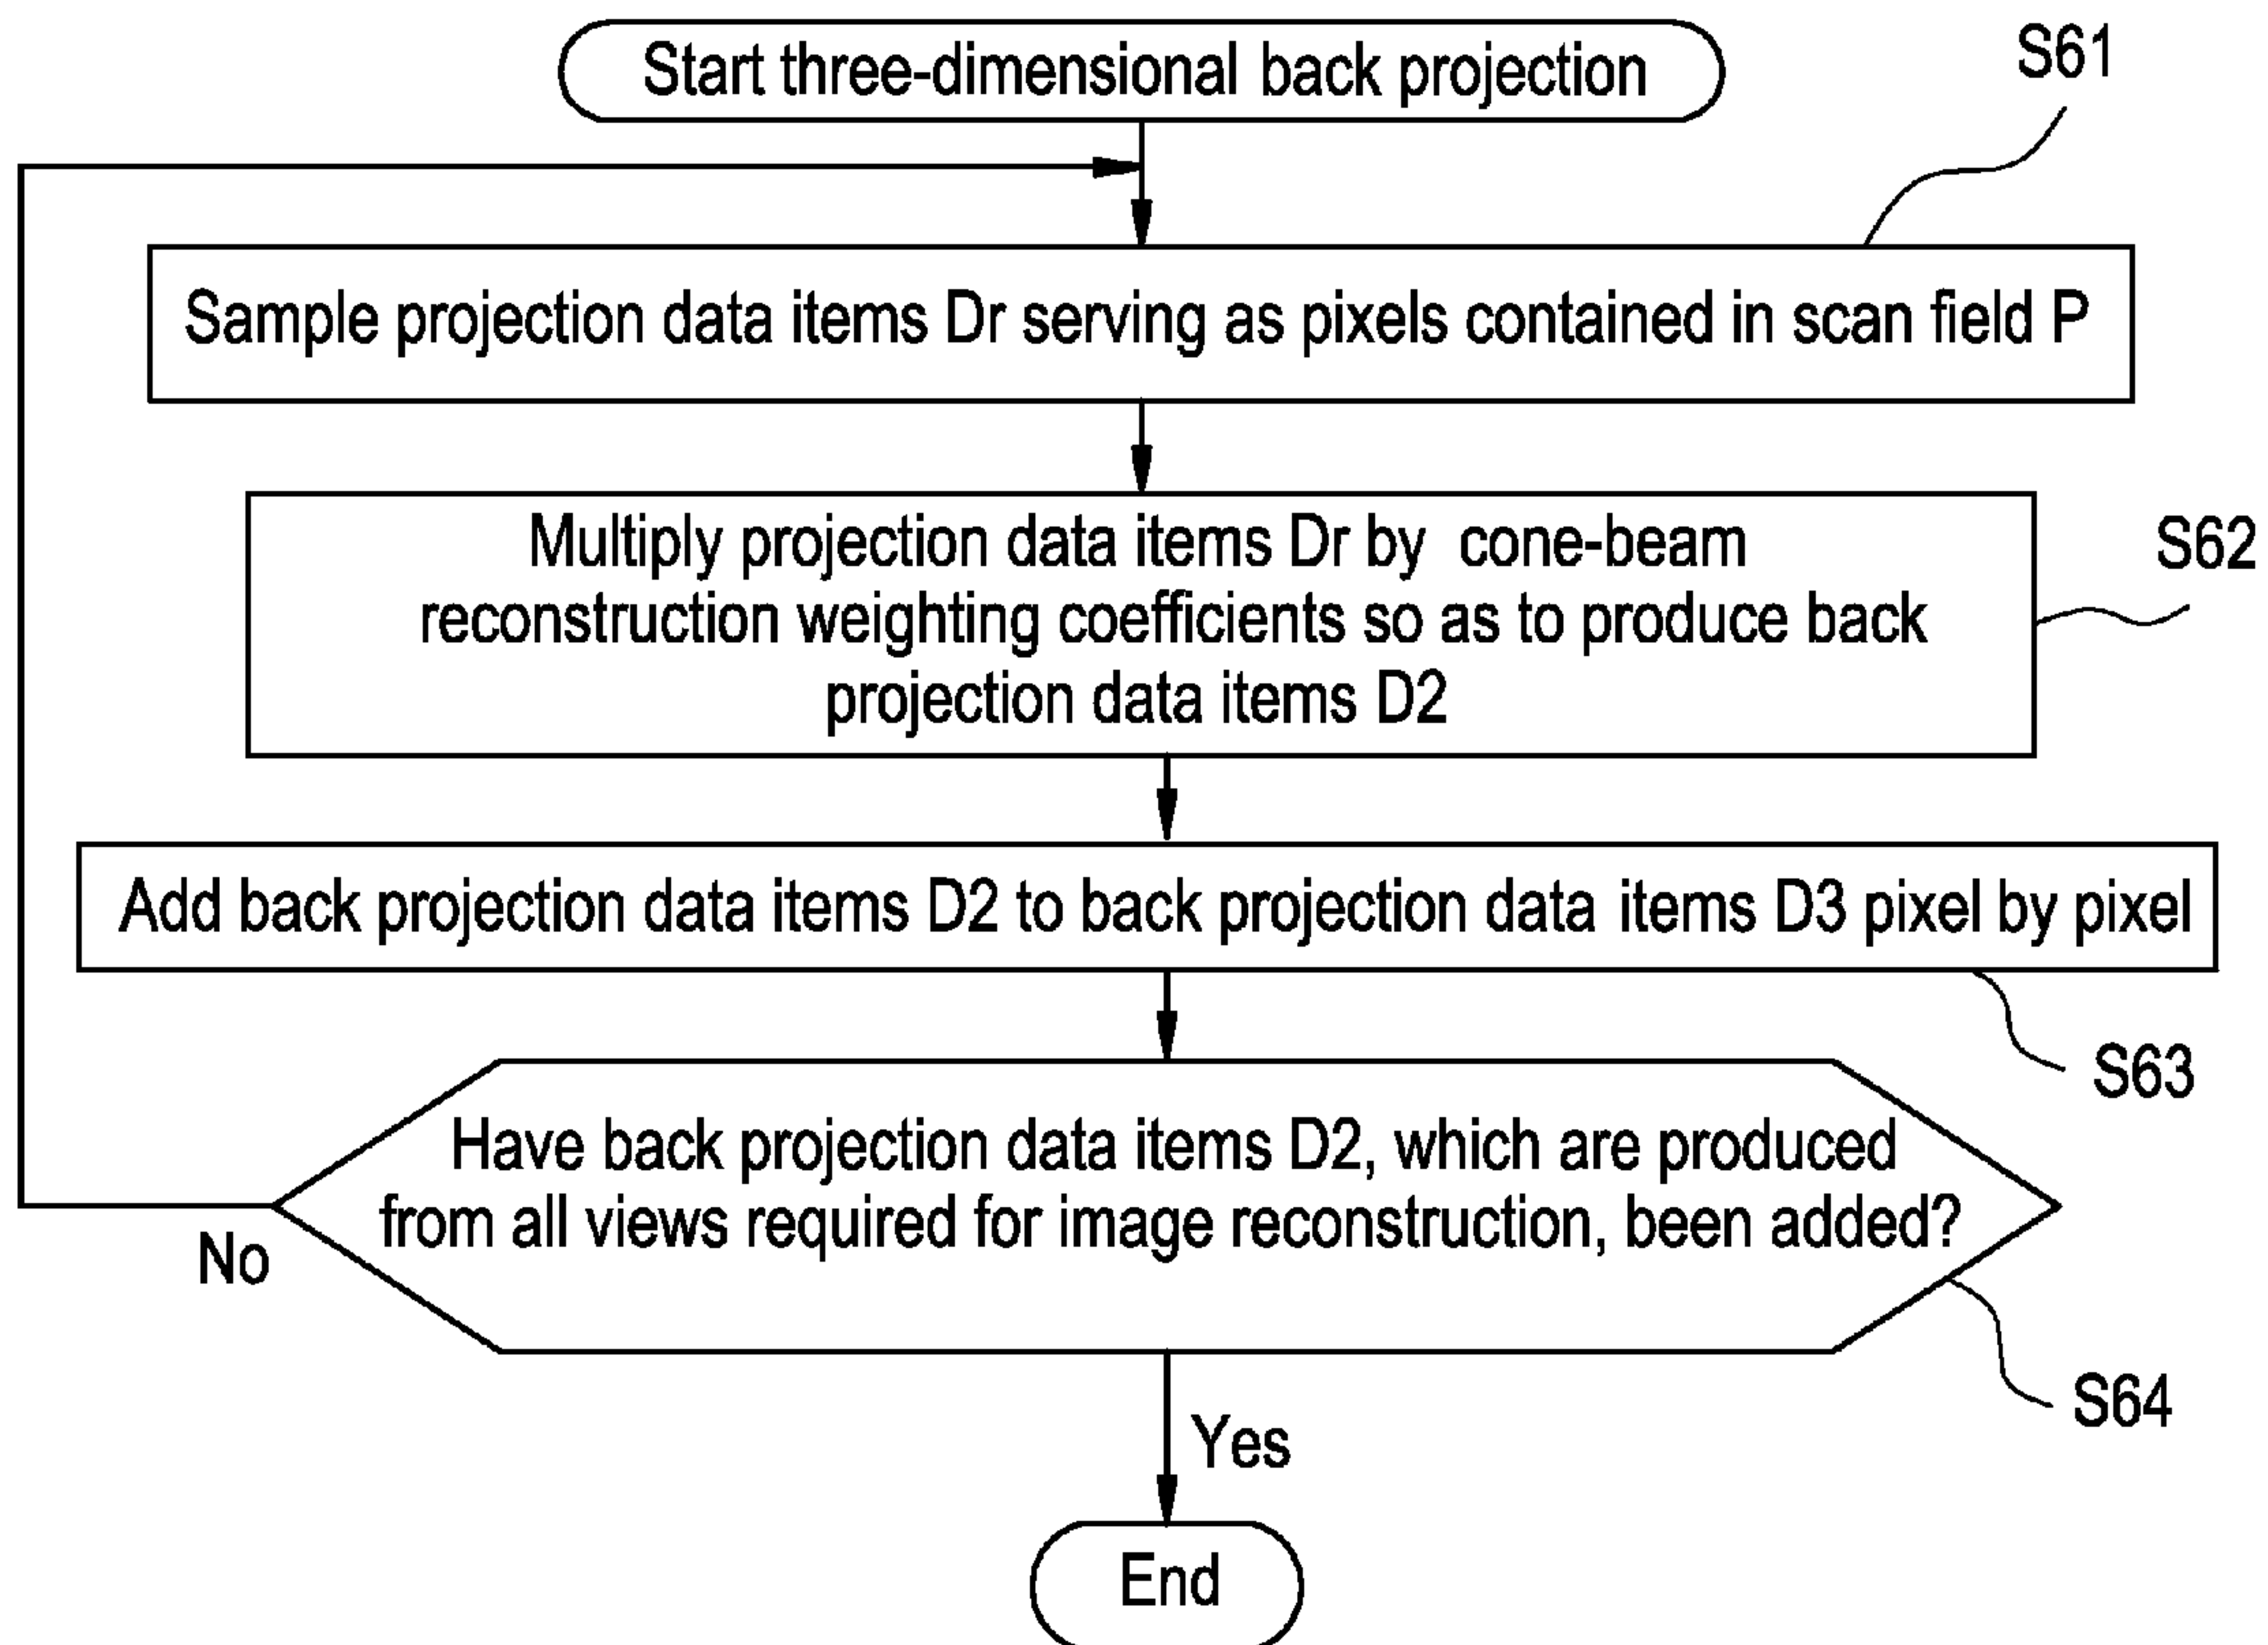 Start three-dimensional back projection
S61
Sample projection data items Dr serving as pixels contained in scan field P
Multiply projection data items Dr by cone-beam
reconstruction weighting coefficients so as to produce back
projection data items D2
S62
Add back projection data items D2 to back projection data items D3 pixel by pixel
S63
Have back projection data items D2, which are produced
from all views required for image reconstruction, been added?
No
S64
Yes
End